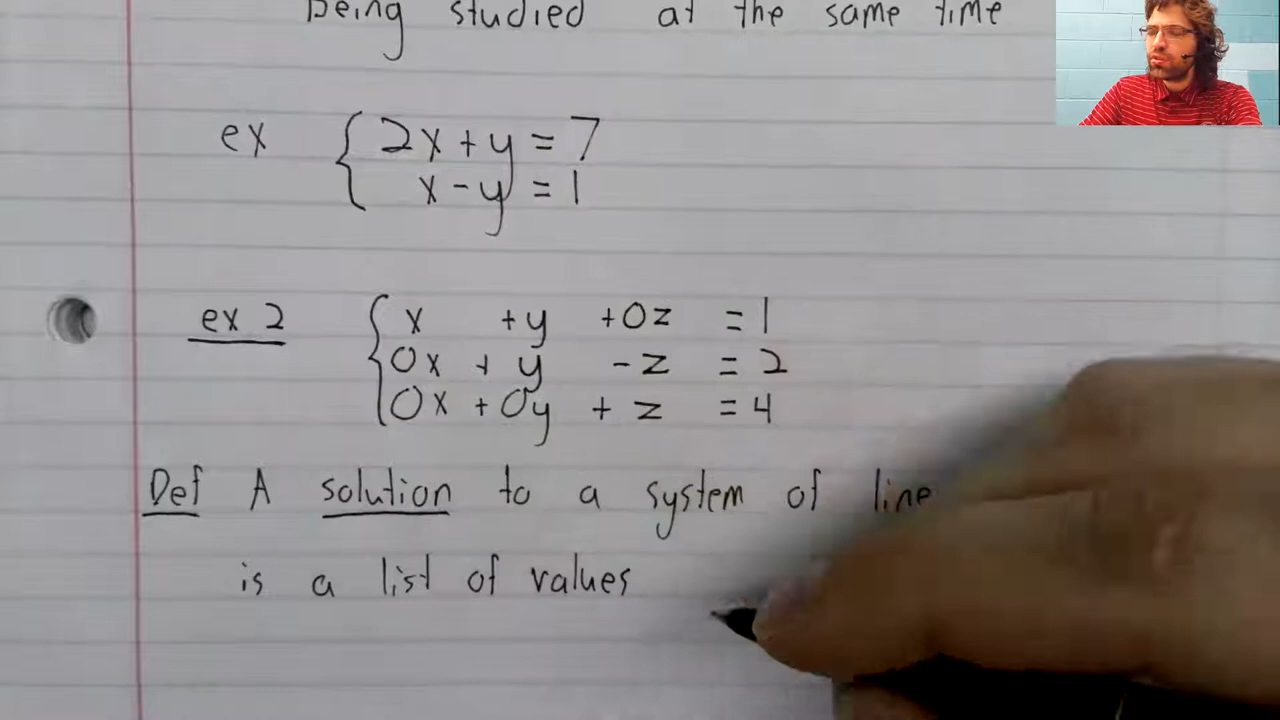 Being studied at the same time
ex { 2x + y = 7
x - y = 1
ex 2 { x + y + 0z = 1
0x + y - z = 2
0x + 0y + z = 4
Def A solution to a system of line
is a list of values